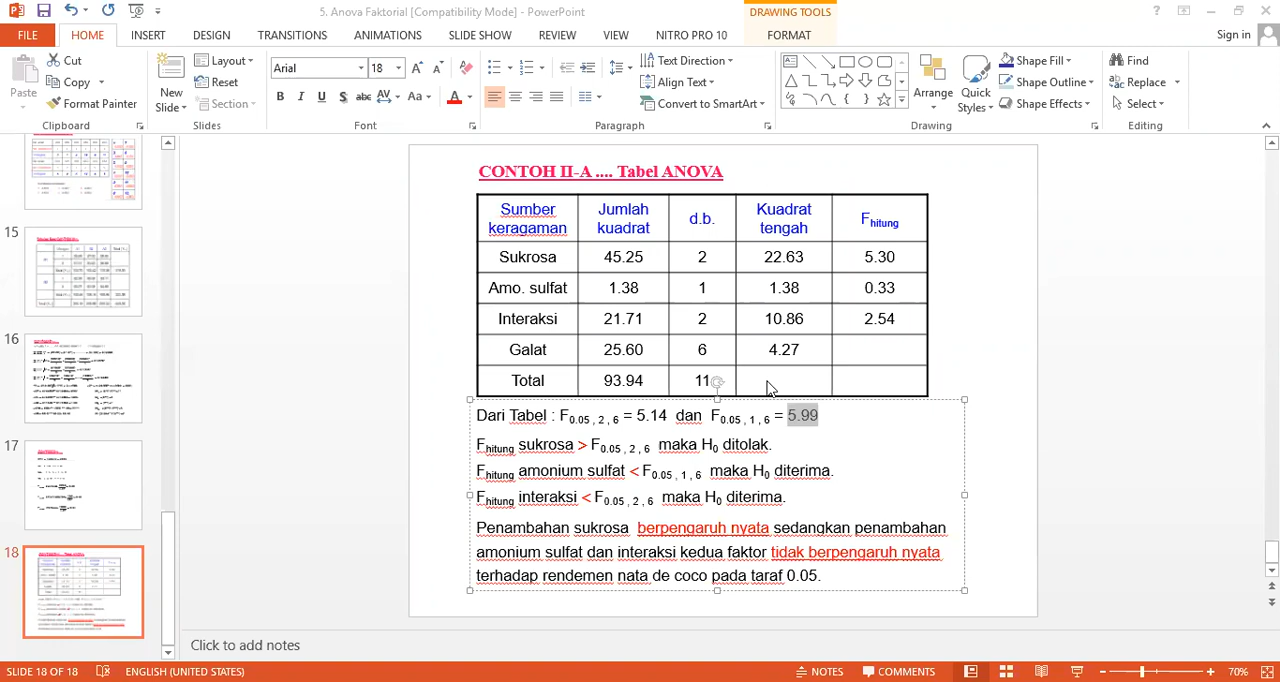 5. Anova Faktorial [Compatibility Mode] - PowerPoint
DRAWING TOOLS
?
FILE HOME INSERT DESIGN TRANSITIONS ANIMATIONS SLIDE SHOW REVIEW VIEW NITRO PRO 10 FORMAT Sign in
Paste
Cut
Copy
Format Painter
Clipboard
New Slide
Layout
Reset
Section
Slides
Arial 18
B I U S abc AV Aa A
Font
Paragraph
Text Direction
Align Text
Convert to SmartArt
Arrange
Quick Styles
Shape Fill
Shape Outline
Shape Effects
Drawing
Find
Replace
Select
Editing
15
16
17
18
CONTOH II-A .... Tabel ANOVA
Sumber keragaman Jumlah kuadrat d.b. Kuadrat tengah Fhitung
Sukrosa 45.25 2 22.63 5.30
Amo. sulfat 1.38 1 1.38 0.33
Interaksi 21.71 2 10.86 2.54
Galat 25.60 6 4.27
Total 93.94 11
Dari Tabel : F0.05 , 2 , 6 = 5.14 dan F0.05 , 1 , 6 = 5.99
Fhitung sukrosa > F0.05 , 2 , 6 maka H0 ditolak.
Fhitung amonium sulfat < F0.05 , 1 , 6 maka H0 diterima.
Fhitung interaksi < F0.05 , 2 , 6 maka H0 diterima.
Penambahan sukrosa berpengaruh nyata sedangkan penambahan
amonium sulfat dan interaksi kedua faktor tidak berpengaruh nyata
terhadap rendemen nata de coco pada
Click to add notes
SLIDE 18 OF 18 ENGLISH (UNITED STATES) NOTES COMMENTS 70%